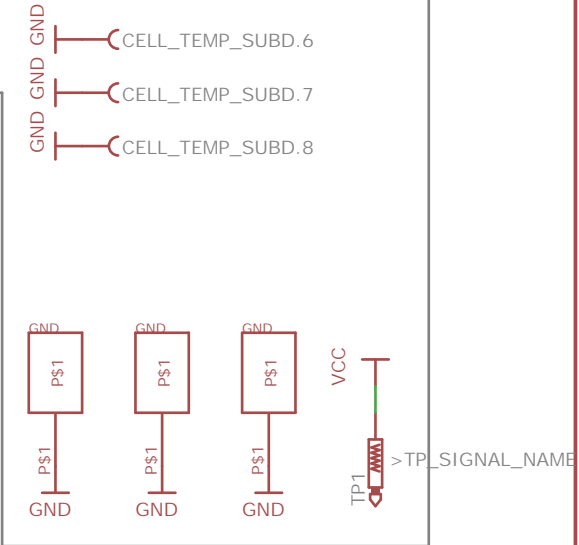 GND
CELL_TEMP_SUBD.6
GND
CELL_TEMP_SUBD.7
GND
CELL_TEMP_SUBD.8
GND
GND
GND
P$1
P$1
P$1
VCC
P$1
P$1
P$1
TP1
>TP_SIGNAL_NAME
GND
GND
GND